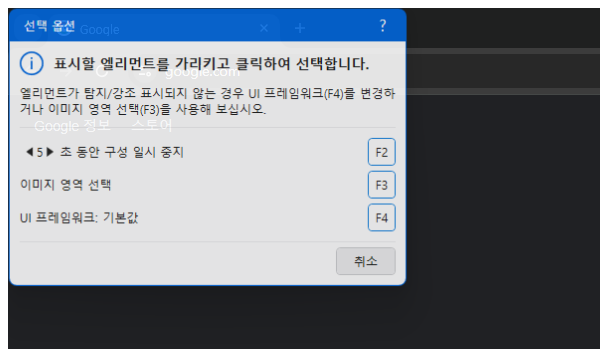 선택 옵션
Google
?
표시할 엘리먼트를 가리키고 클릭하여 선택합니다.
google.com
엘리먼트가 탐지/강조 표시되지 않는 경우 UI 프레임워크(F4)를 변경하
거나 이미지 영역 선택(F3)을 사용해 보십시오.
Google 정보 스토어
◀5▶ 초 동안 구성 일시 중지
F2
이미지 영역 선택
F3
UI 프레임워크: 기본값
F4
취소